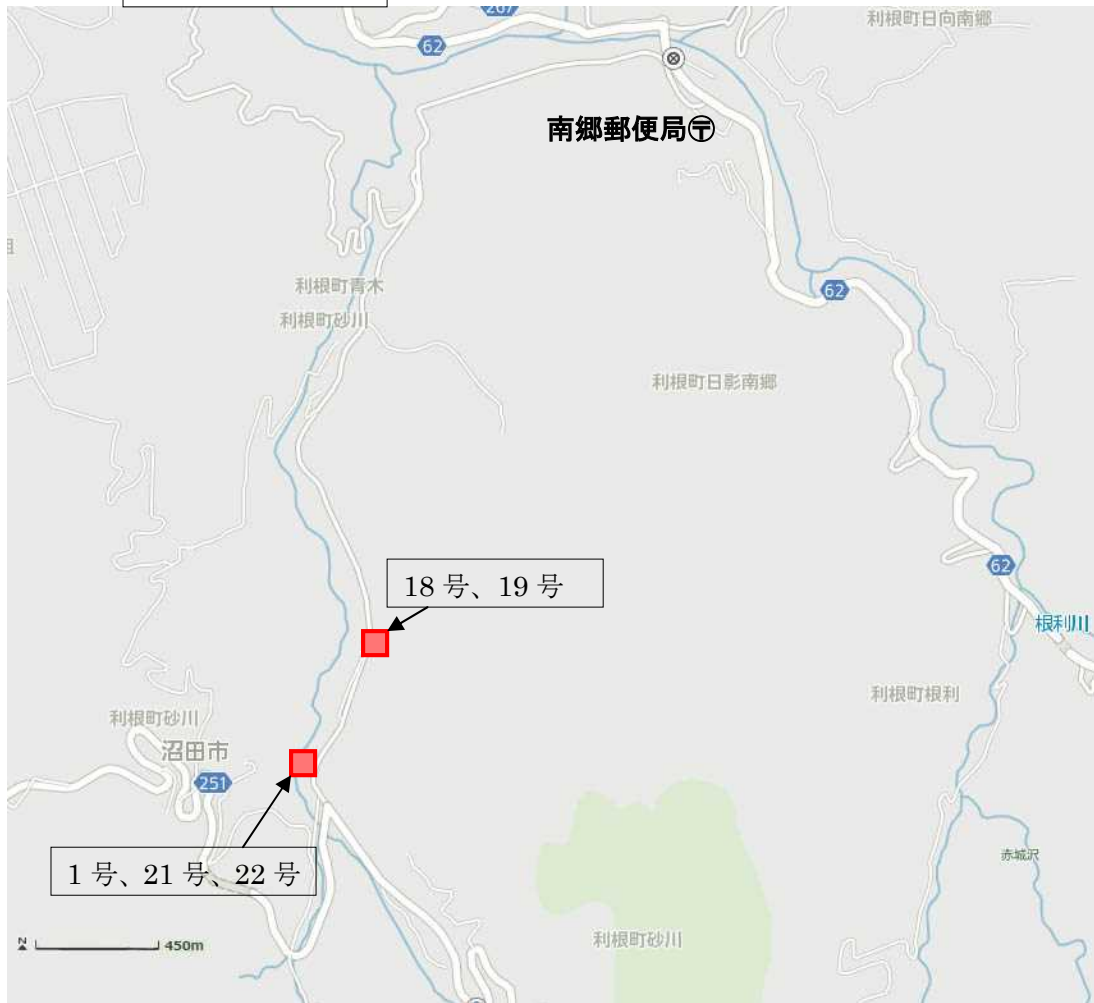 267
利根町日向南郷
62
南郷郵便局〶
利根町青木
62
利根町砂川
利根町日影南郷
18 号、19 号
62
根利川
利根町根利
利根町砂川
沼田市
251
赤城沢
1 号、21 号、22 号
利根町砂川
N
450m